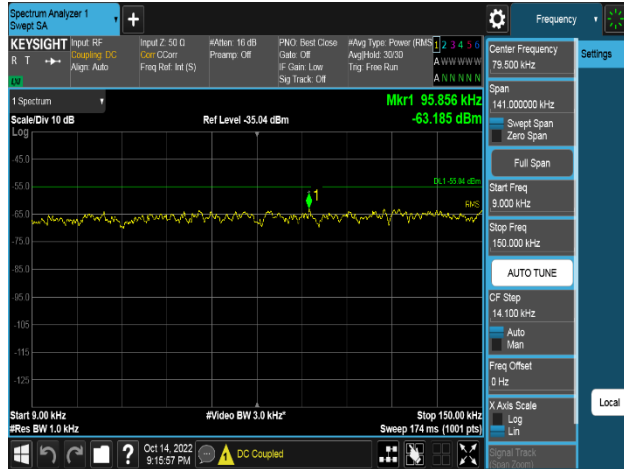 Spectrum Analyzer 1
Swept SA
+
Frequency
KEYSIGHT Input: RF Input Z: 50 Ω #Atten: 16 dB PNO: Best Close #Avg Type: Power (RMS) 1 2 3 4 5 6
R T Coupling: DC Corr CCorr Preamp: Off Gate: Off Avg|Hold: 30/30 A W W W W W
Align: Auto Freq Ref: Int (S) IF Gain: Low Trig: Free Run
Sig Track: Off A N N N N N
LXI
1 Spectrum
Mkr1 95.856 kHz
Scale/Div 10 dB Ref Level -35.04 dBm -63.185 dBm
Log
-45.0
-55.0
DL1 -55.94 dBm
1
RMS
-65.0
-75.0
-85.0
-95.0
-105
-115
-125
Start 9.00 kHz #Video BW 3.0 kHz* Stop 150.00 kHz
#Res BW 1.0 kHz Sweep 174 ms (1001 pts)
Center Frequency
79.500 kHz
Settings
Span
141.000000 kHz
Swept Span
Zero Span
Full Span
Start Freq
9.000 kHz
Stop Freq
150.000 kHz
AUTO TUNE
CF Step
14.100 kHz
Auto
Man
Freq Offset
0 Hz
X Axis Scale
Log
Lin
Local
Signal Track
(Span Zoom)
?
Oct 14, 2022
9:15:57 PM
DC Coupled